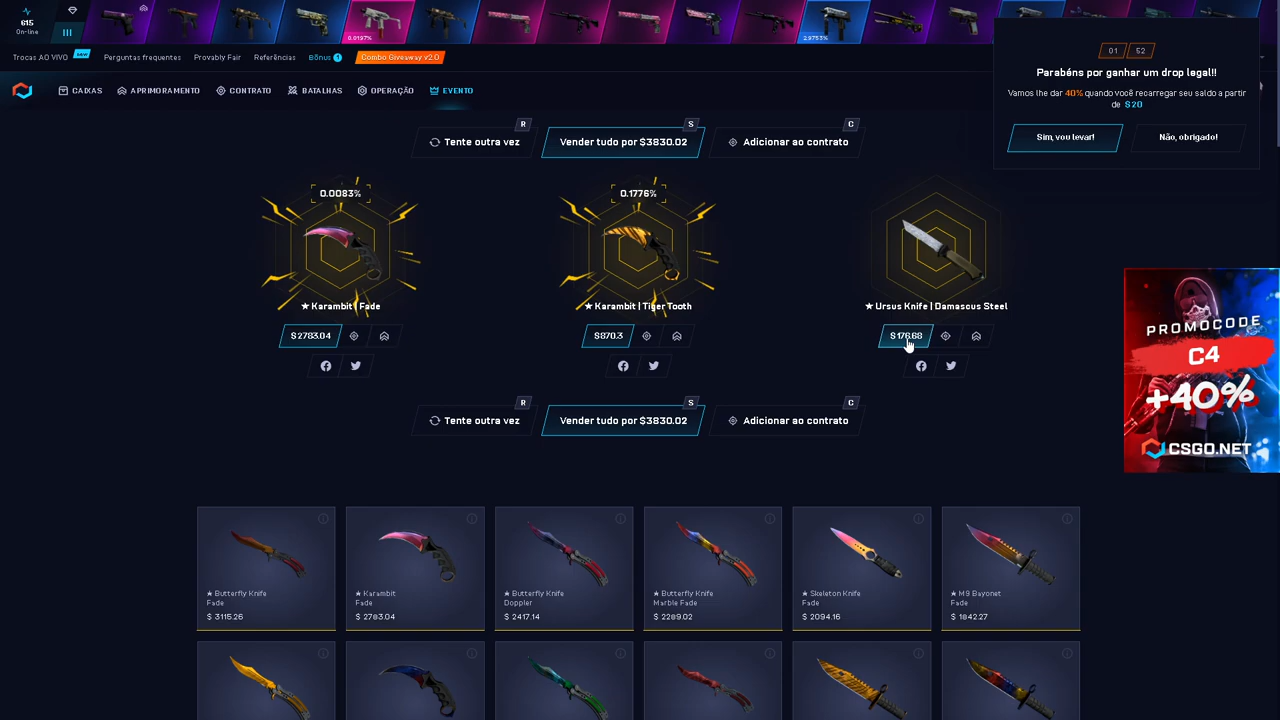 615
On-line
0.0197%
2.9753%
Trocas AO VIVO NEW
Perguntas frequentes
Provably Fair
Referências
Bônus 1
Combo Giveaway v2.0
CAIXAS
APRIMORAMENTO
CONTRATO
BATALHAS
OPERAÇÃO
EVENTO
01 52
Parabéns por ganhar um drop legal!!
Vamos lhe dar 40% quando você recarregar seu saldo a partir
de $20
Sim, vou levar!
Não, obrigado!
R
Tente outra vez
S
Vender tudo por $3830.02
C
Adicionar ao contrato
0.0083%
0.1776%
★ Karambit | Fade
★ Karambit | Tiger Tooth
★ Ursus Knife | Damascus Steel
$2783.04
$870.3
$176.68
PROMOCODE
C4
+40%
CSGO.NET
R
Tente outra vez
S
Vender tudo por $3830.02
C
Adicionar ao contrato
★ Butterfly Knife
Fade
$ 3115.26
★ Karambit
Fade
$ 2783.04
★ Butterfly Knife
Doppler
$ 2417.14
★ Butterfly Knife
Marble Fade
$ 2289.02
★ Skeleton Knife
Fade
$ 2094.16
★ M9 Bayonet
Fade
$ 1842.27